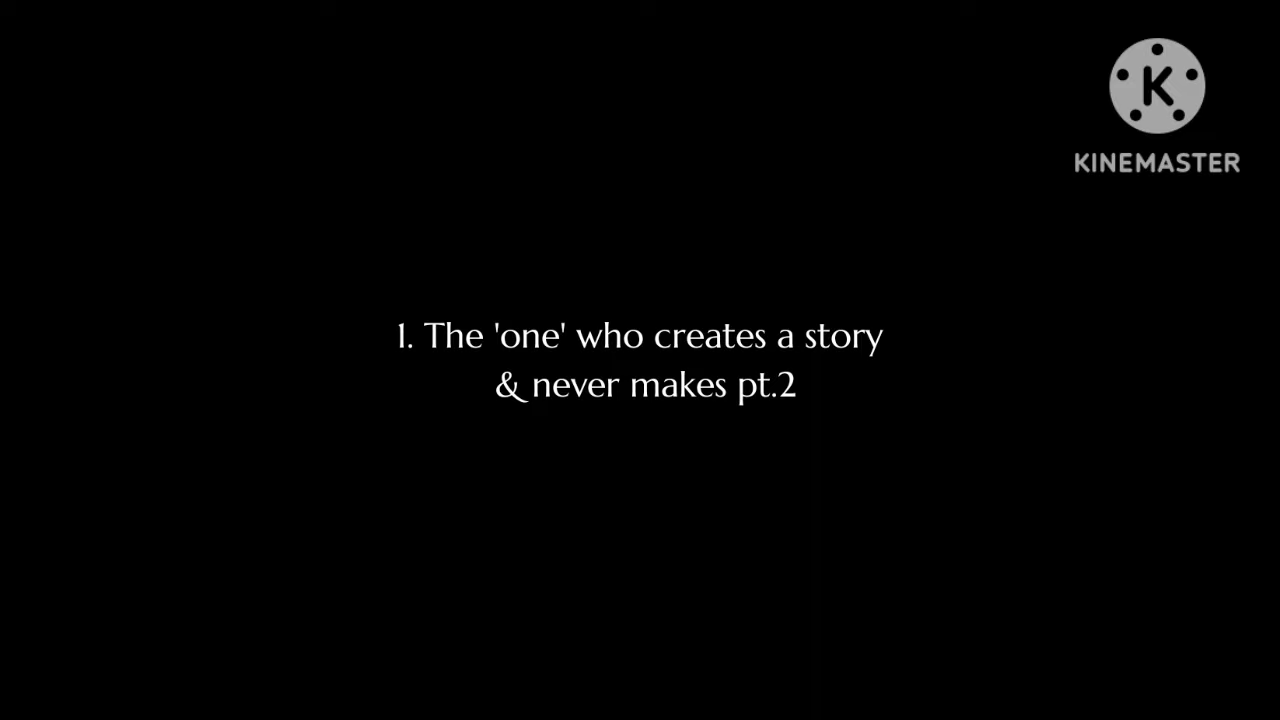 K
KINEMASTER
1. The 'one' who creates a story
& never makes pt.2